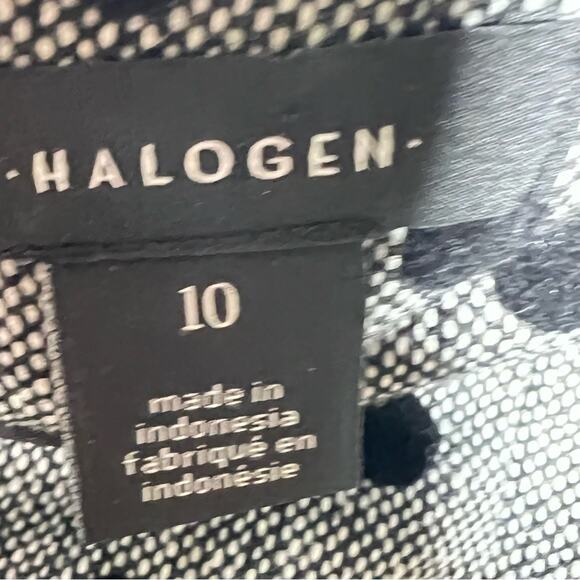 ·HALOGEN·
10
made in
indonesia
fabriqué en
indonésie